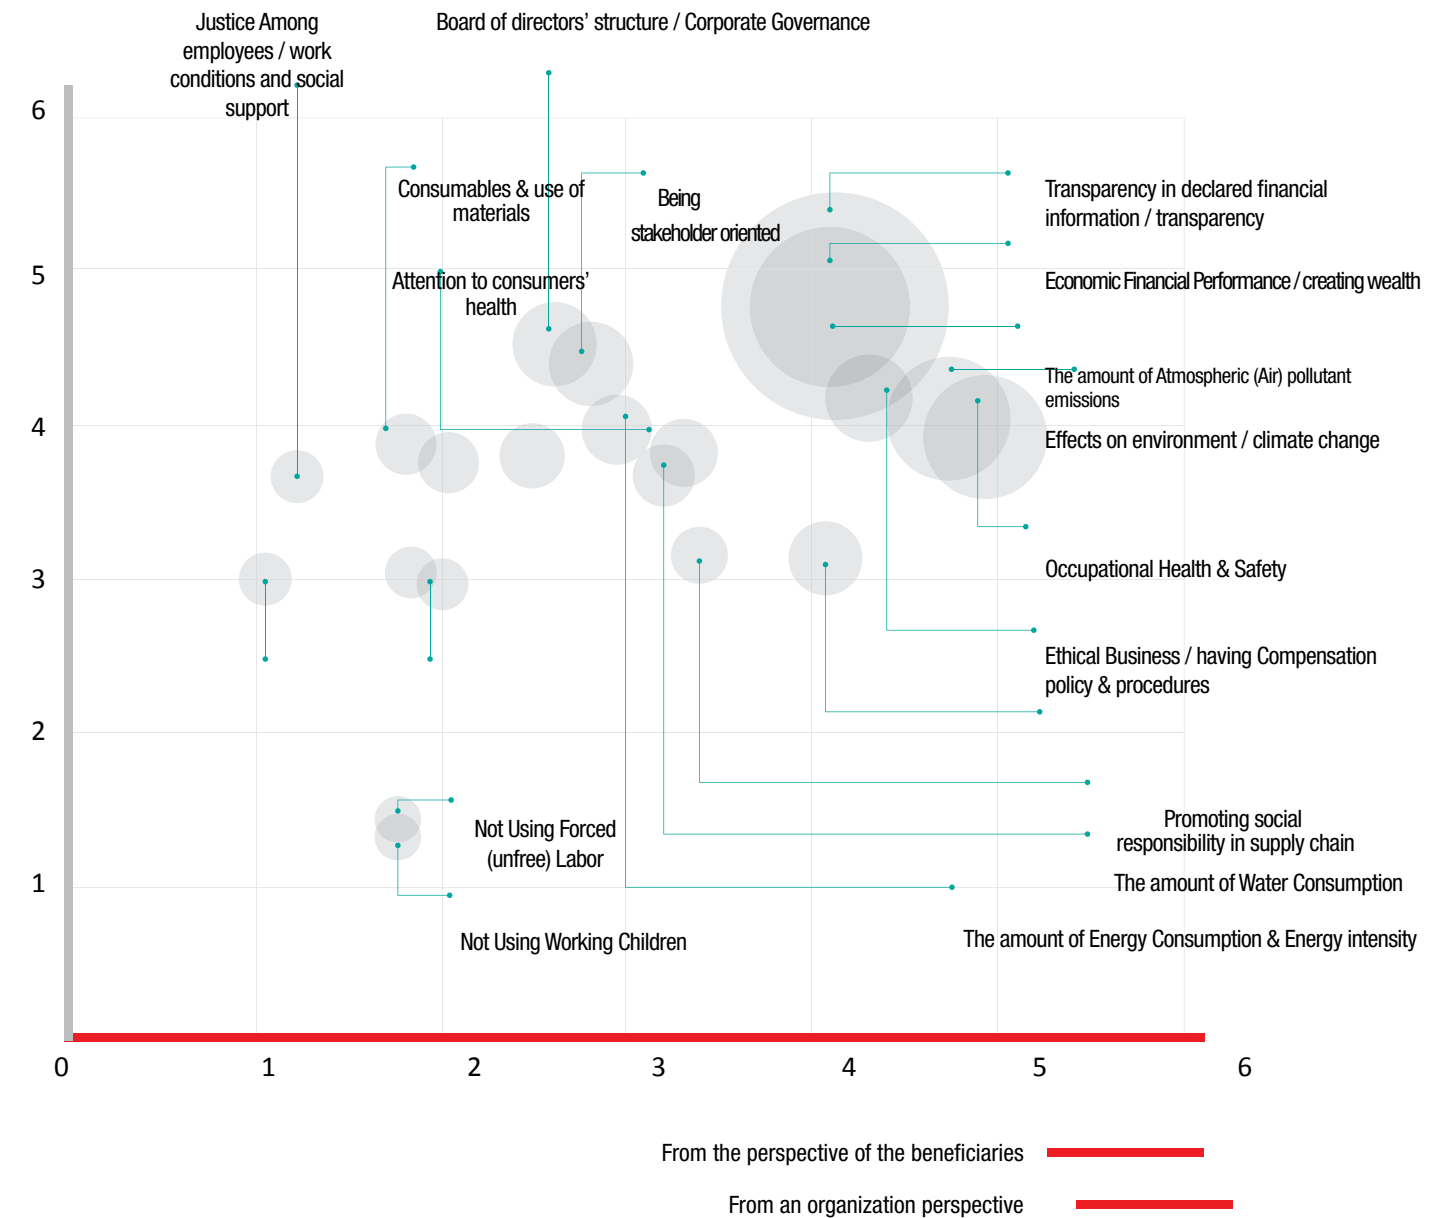 Justice Among
employees / work
conditions and social
support
Board of directors’ structure / Corporate Governance
Consumables & use of
materials
Being
stakeholder oriented
Attention to consumers’
health
Transparency in declared financial
information / transparency
Economic Financial Performance / creating wealth
The amount of Atmospheric (Air) pollutant
emissions
Effects on environment / climate change
Occupational Health & Safety
Ethical Business / having Compensation
policy & procedures
Promoting social
responsibility in supply chain
The amount of Water Consumption
The amount of Energy Consumption & Energy intensity
Not Using Forced
(unfree) Labor
Not Using Working Children
6
5
4
3
2
1
0 1 2 3 4 5 6
From the perspective of the beneficiaries
From an organization perspective